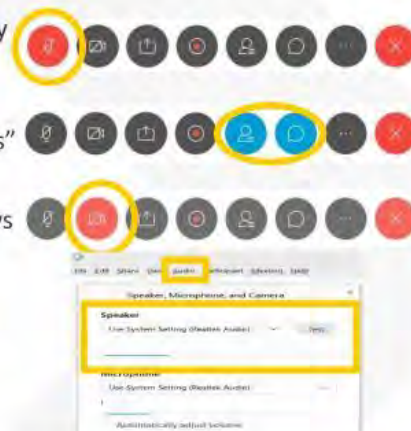 y
s"
vs
File Edit Share View Audio Participant Meeting Help
Speaker, Microphone, and Camera
Speaker
Use System Setting (Realtek Audio)
Test
Microphone
Use System Setting (Realtek Audio)
Automatically adjust volume